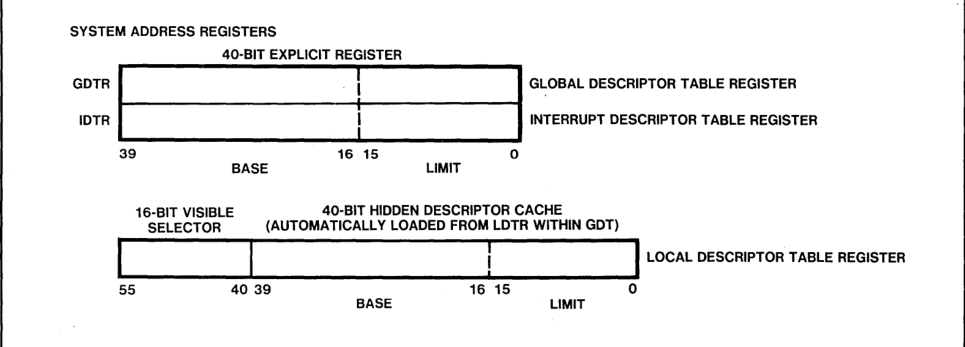 SYSTEM ADDRESS REGISTERS
40-BIT EXPLICIT REGISTER
GDTR GLOBAL DESCRIPTOR TABLE REGISTER
IDTR INTERRUPT DESCRIPTOR TABLE REGISTER
39 16 15 0
BASE LIMIT
16-BIT VISIBLE 40-BIT HIDDEN DESCRIPTOR CACHE
SELECTOR (AUTOMATICALLY LOADED FROM LDTR WITHIN GDT)
LOCAL DESCRIPTOR TABLE REGISTER
55 40 39 16 15 0
BASE LIMIT